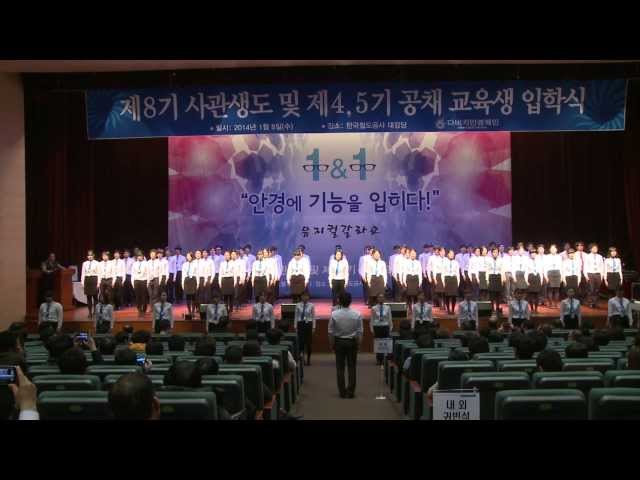 제8기 사관생도 및 제4,5기 공채 교육생 입학식
• 일시: 2014년 1월 8일(수) • 장소: 한국철도공사 대강당
1&1
"안경에 기능을 입히다!"
뮤지컬갈라쇼
내 외
귀빈석